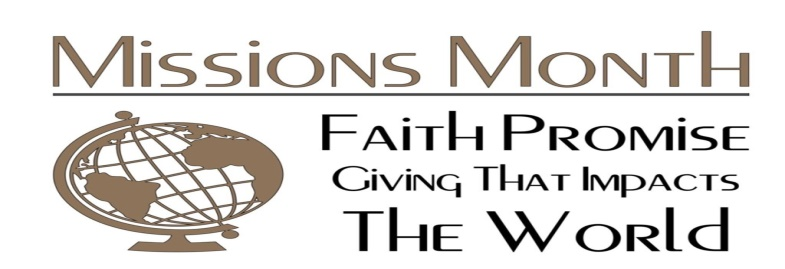 Missions Month
Faith Promise
Giving That Impacts
The World